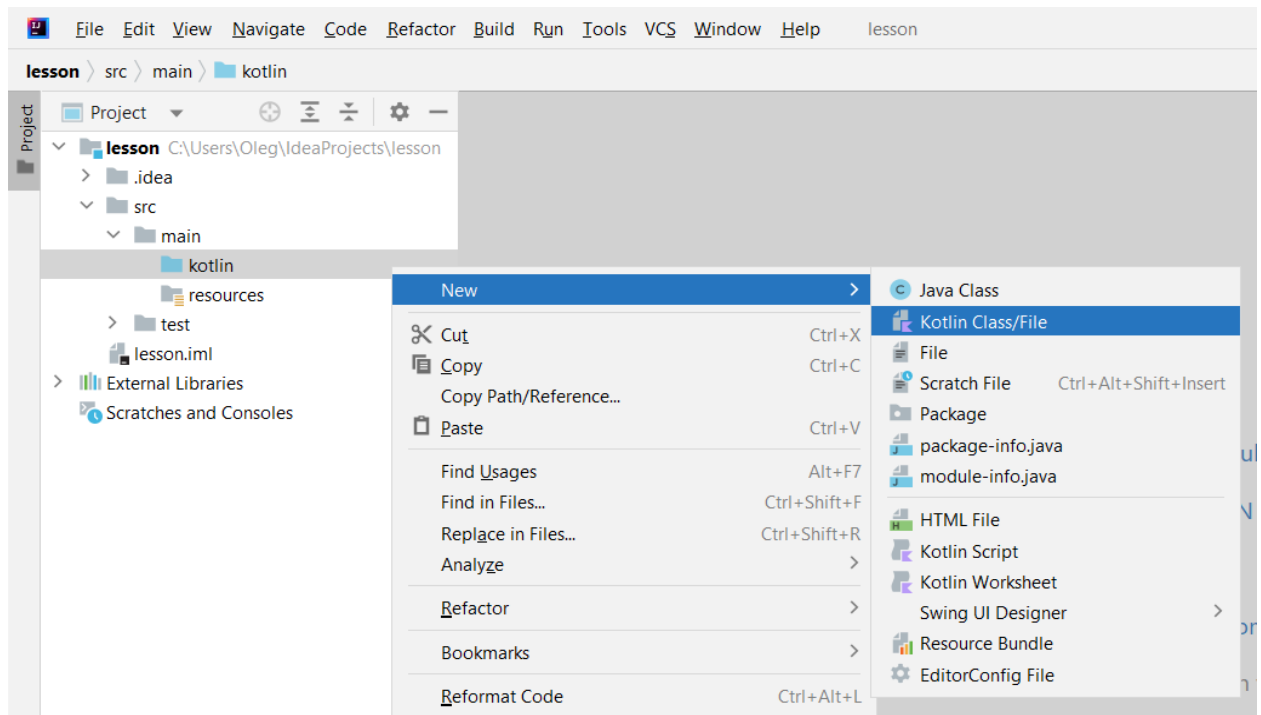 File Edit View Navigate Code Refactor Build Run Tools VCS Window Help lesson
lesson src main kotlin
Project
Project
lesson C:\Users\Oleg\IdeaProjects\lesson
.idea
src
main
kotlin
resources
test
lesson.iml
External Libraries
Scratches and Consoles
New
Cut Ctrl+X
Copy Ctrl+C
Copy Path/Reference...
Paste Ctrl+V
Find Usages Alt+F7
Find in Files... Ctrl+Shift+F
Replace in Files... Ctrl+Shift+R
Analyze
Refactor
Bookmarks
Reformat Code Ctrl+Alt+L
Java Class
Kotlin Class/File
File
Scratch File Ctrl+Alt+Shift+Insert
Package
package-info.java
module-info.java
HTML File
Kotlin Script
Kotlin Worksheet
Swing UI Designer
Resource Bundle
EditorConfig File